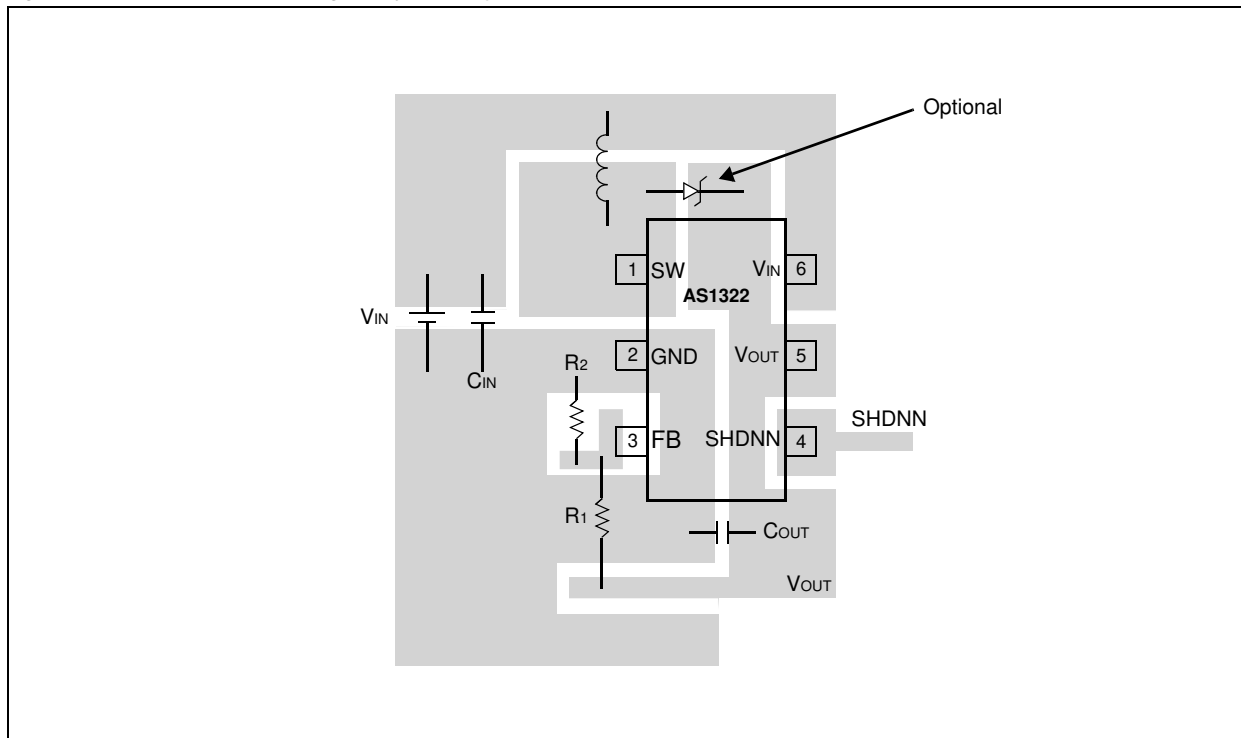 Optional
1 SW VIN 6
AS1322
VIN
2 GND VOUT 5
R2
CIN
SHDNN
3 FB SHDNN 4
R1
COUT
VOUT